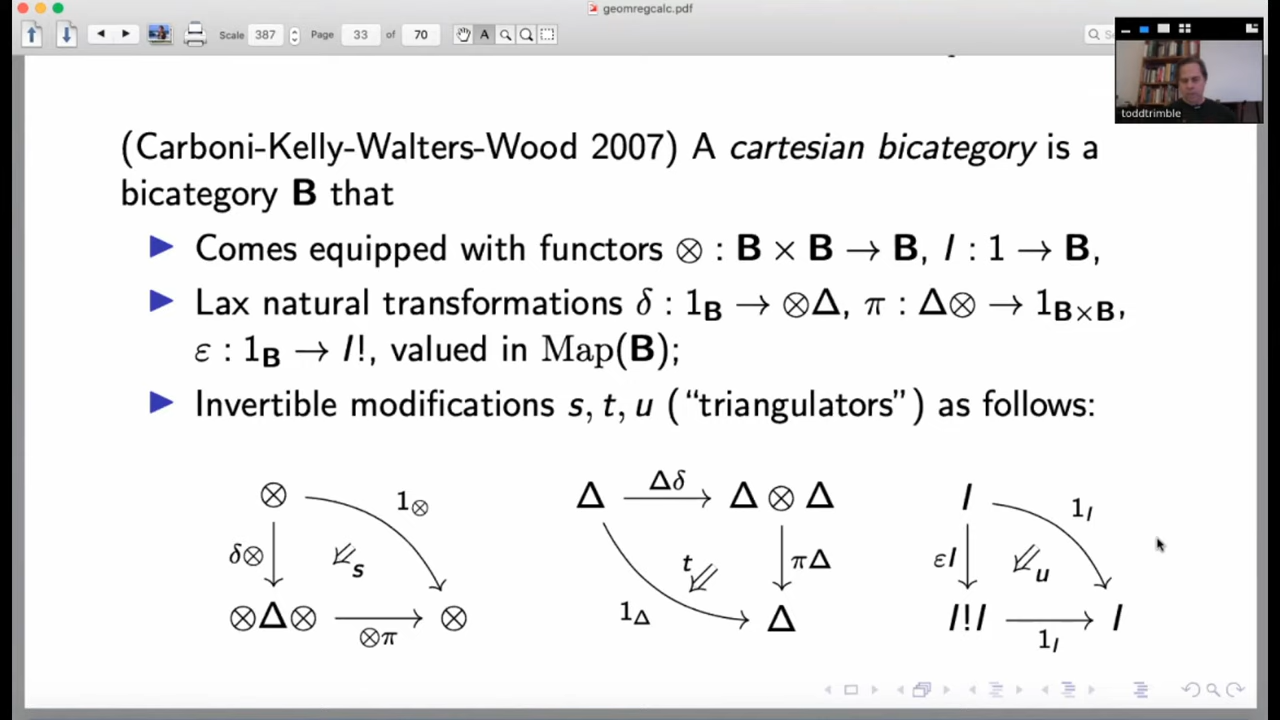 geomregcalc.pdf
Scale 387 Page 33 of 70
toddtrimble
(Carboni-Kelly-Walters-Wood 2007) A cartesian bicategory is a
bicategory B that
▶ Comes equipped with functors ⊗ : B × B → B, I : 1 → B,
▶ Lax natural transformations δ : 1_B → ⊗Δ, π : Δ⊗ → 1_{B×B},
ε : 1_B → I!, valued in Map(B);
▶ Invertible modifications s, t, u (“triangulators”) as follows:
⊗ 1_⊗ Δ Δδ Δ ⊗ Δ I 1_I
δ⊗ s t πΔ εI u
⊗Δ⊗ ⊗π ⊗ 1_Δ Δ I!I 1_I I